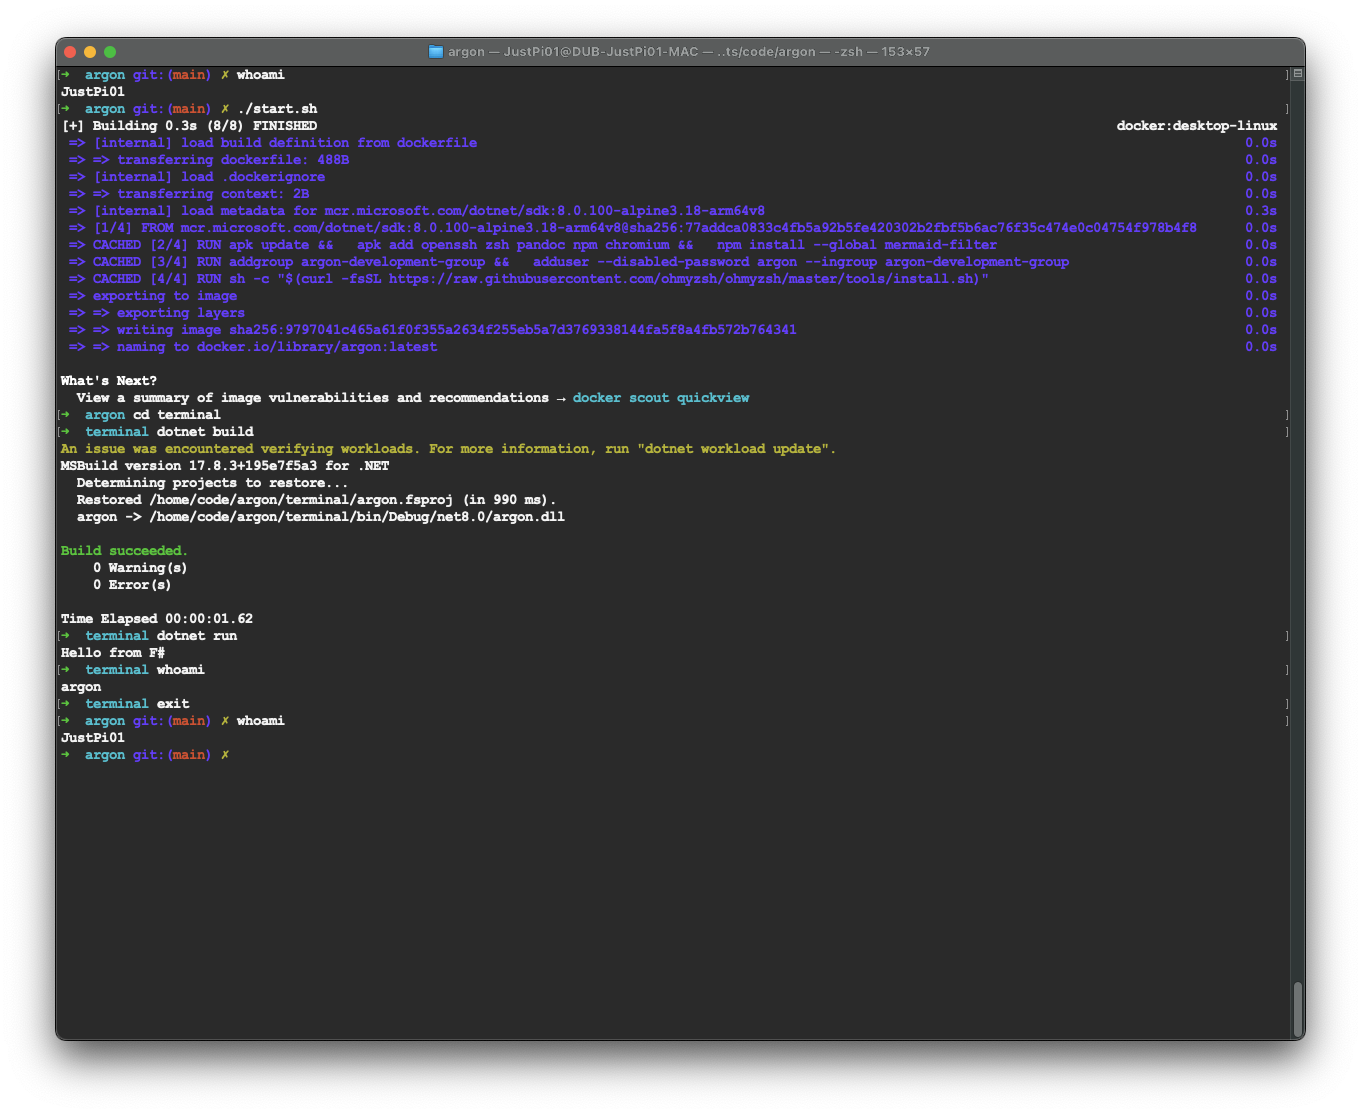 argon — JustPi01@DUB-JustPi01-MAC — ..ts/code/argon — -zsh — 153×57
[➜  argon git:(main) ✗ whoami ]
JustPi01
[➜  argon git:(main) ✗ ./start.sh ]
[+] Building 0.3s (8/8) FINISHED docker:desktop-linux
=> [internal] load build definition from dockerfile 0.0s
=> => transferring dockerfile: 488B 0.0s
=> [internal] load .dockerignore 0.0s
=> => transferring context: 2B 0.0s
=> [internal] load metadata for mcr.microsoft.com/dotnet/sdk:8.0.100-alpine3.18-arm64v8 0.3s
=> [1/4] FROM mcr.microsoft.com/dotnet/sdk:8.0.100-alpine3.18-arm64v8@sha256:77addca0833c4fb5a92b5fe420302b2fbf5b6ac76f35c474e0c04754f978b4f8 0.0s
=> CACHED [2/4] RUN apk update &&   apk add openssh zsh pandoc npm chromium &&   npm install --global mermaid-filter 0.0s
=> CACHED [3/4] RUN addgroup argon-development-group &&   adduser --disabled-password argon --ingroup argon-development-group 0.0s
=> CACHED [4/4] RUN sh -c "$(curl -fsSL https://raw.githubusercontent.com/ohmyzsh/ohmyzsh/master/tools/install.sh)" 0.0s
=> exporting to image 0.0s
=> => exporting layers 0.0s
=> => writing image sha256:9797041c465a61f0f355a2634f255eb5a7d3769338144fa5f8a4fb572b764341 0.0s
=> => naming to docker.io/library/argon:latest 0.0s
What's Next?
View a summary of image vulnerabilities and recommendations → docker scout quickview
[➜  argon cd terminal ]
[➜  terminal dotnet build ]
An issue was encountered verifying workloads. For more information, run "dotnet workload update".
MSBuild version 17.8.3+195e7f5a3 for .NET
Determining projects to restore...
Restored /home/code/argon/terminal/argon.fsproj (in 990 ms).
argon -> /home/code/argon/terminal/bin/Debug/net8.0/argon.dll
Build succeeded.
0 Warning(s)
0 Error(s)
Time Elapsed 00:00:01.62
[➜  terminal dotnet run ]
Hello from F#
[➜  terminal whoami ]
argon
[➜  terminal exit ]
[➜  argon git:(main) ✗ whoami ]
JustPi01
➜  argon git:(main) ✗